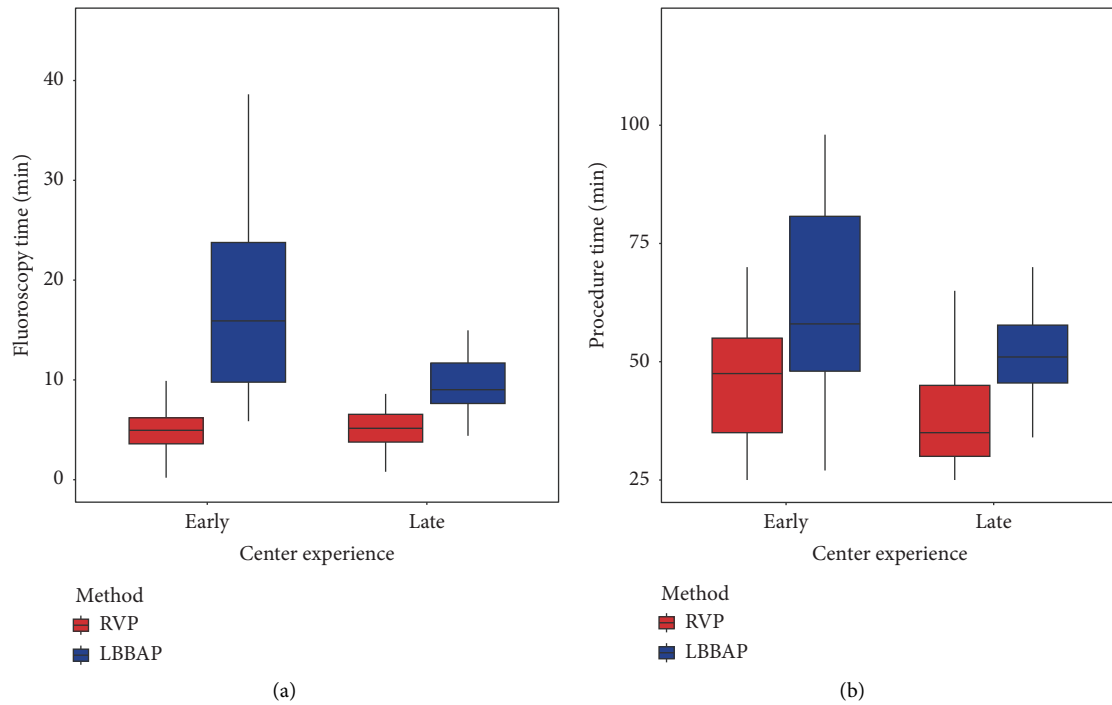 40
30
20
10
0
Fluoroscopy time (min)
Early
Late
Center experience
Method
RVP
LBBAP
(a)
100
75
50
25
Procedure time (min)
Early
Late
Center experience
Method
RVP
LBBAP
(b)